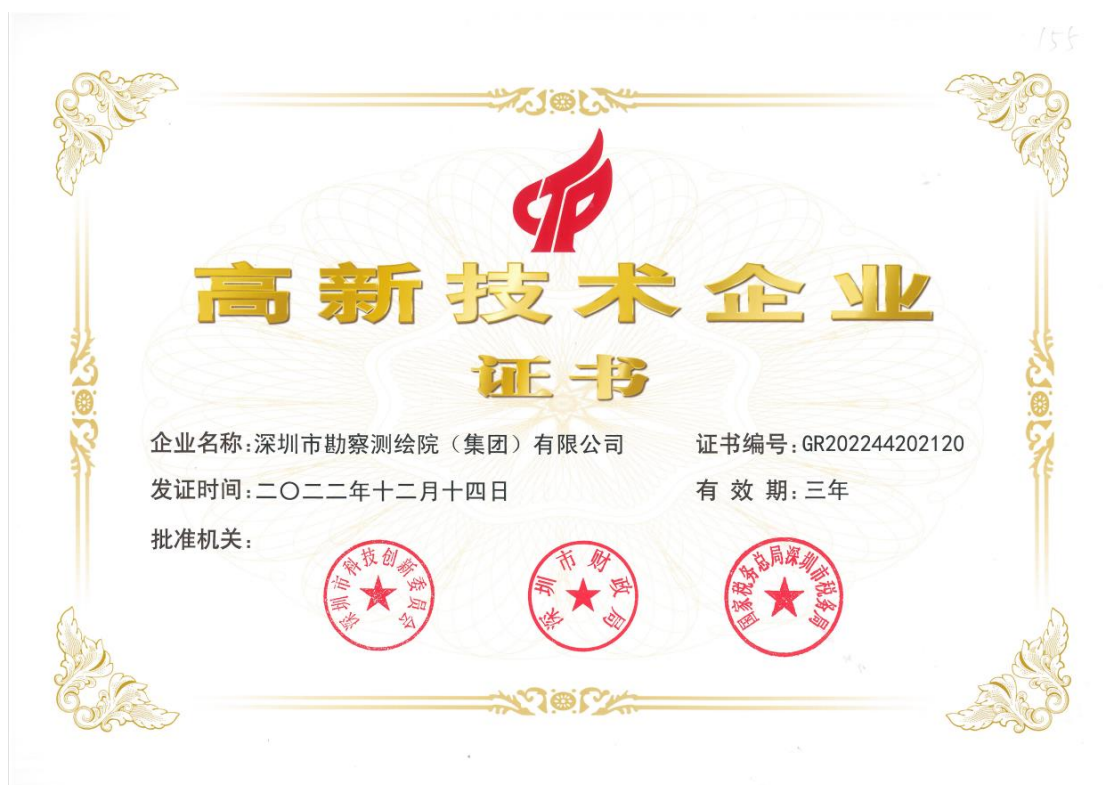 155
高新技术企业
证书
企业名称:深圳市勘察测绘院（集团）有限公司
证书编号:GR202244202120
发证时间:二〇二二年十二月十四日
有 效 期:三年
批准机关:
深圳市科技创新委员会
深圳市财政局
国家税务总局深圳市税务局